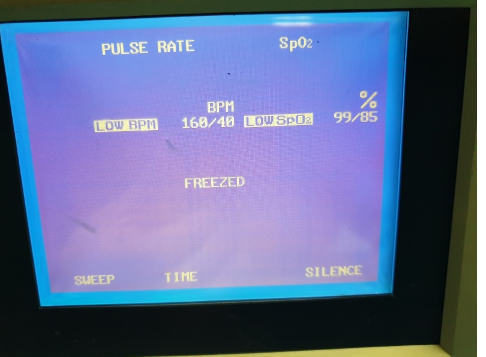 PULSE RATE SpO2
BPM %
LOW BPM 160/40 LOW SpO2 99/85
FREEZED
SWEEP TIME SILENCE